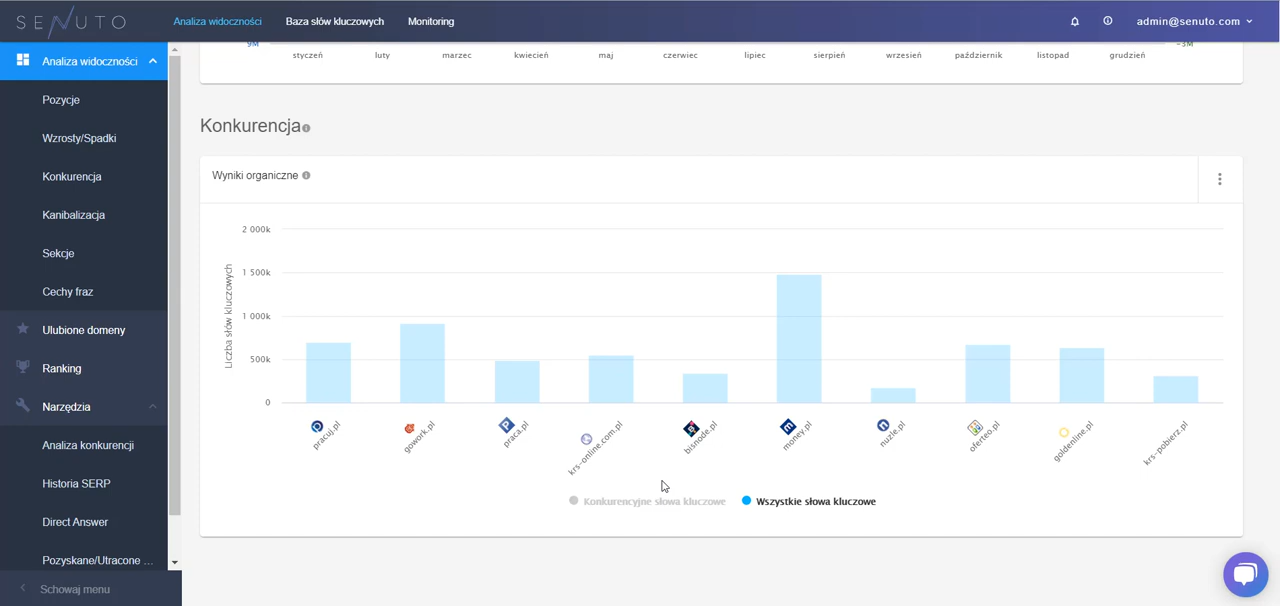 SENUTO
Analiza widoczności
Baza słów kluczowych
Monitoring
admin@senuto.com
Analiza widoczności
Pozycje
Wzrosty/Spadki
Konkurencja
Kanibalizacja
Sekcje
Cechy fraz
Ulubione domeny
Ranking
Narzędzia
Analiza konkurencji
Historia SERP
Direct Answer
Pozyskane/Utracone ...
Schowaj menu
9M
-3M
styczeń luty marzec kwiecień maj czerwiec lipiec sierpień wrzesień październik listopad grudzień
Konkurencja
Wyniki organiczne
Liczba słów kluczowych
2 000k
1 500k
1 000k
500k
0
pracuj.pl
gowork.pl
praca.pl
krs-online.com.pl
bisnode.pl
money.pl
nuzle.pl
oferteo.pl
goldenline.pl
krs-pobierz.pl
Konkurencyjne słowa kluczowe
Wszystkie słowa kluczowe